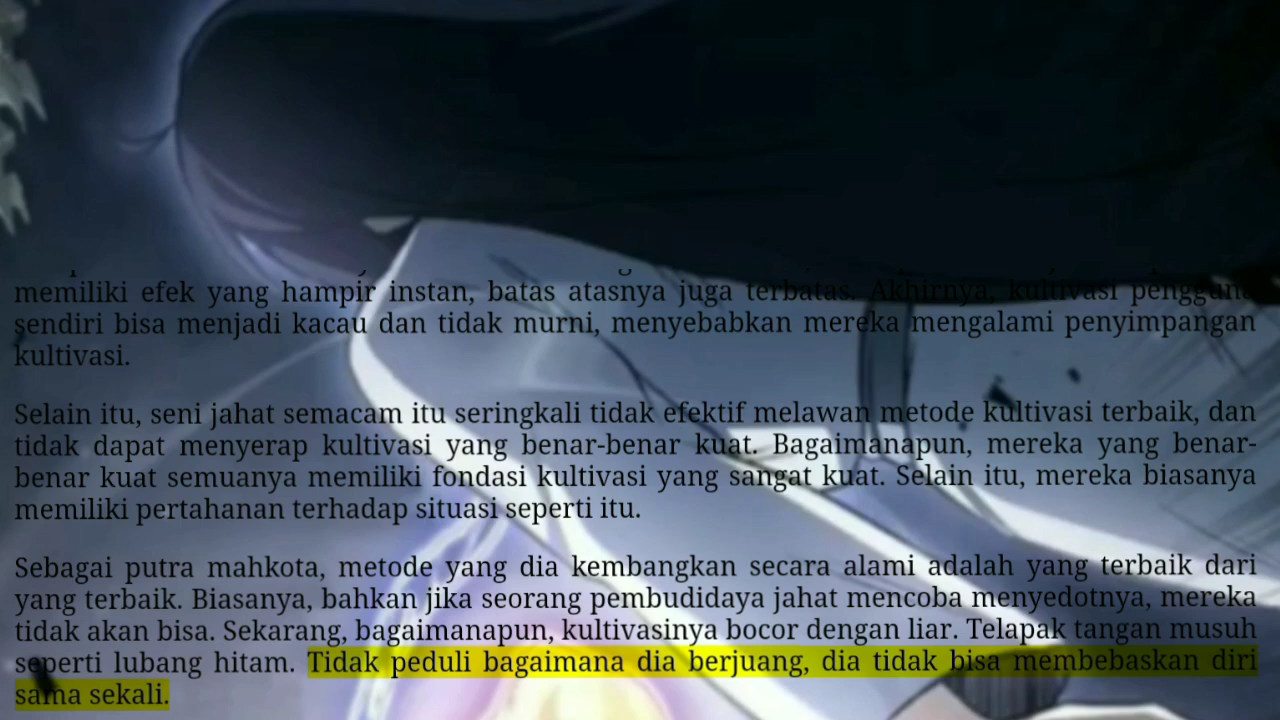 memiliki efek yang hampir instan, batas atasnya juga terbatas. Akhirnya, kultivasi pengguna
sendiri bisa menjadi kacau dan tidak murni, menyebabkan mereka mengalami penyimpangan
kultivasi.
Selain itu, seni jahat semacam itu seringkali tidak efektif melawan metode kultivasi terbaik, dan
tidak dapat menyerap kultivasi yang benar-benar kuat. Bagaimanapun, mereka yang benar-
benar kuat semuanya memiliki fondasi kultivasi yang sangat kuat. Selain itu, mereka biasanya
memiliki pertahanan terhadap situasi seperti itu.
Sebagai putra mahkota, metode yang dia kembangkan secara alami adalah yang terbaik dari
yang terbaik. Biasanya, bahkan jika seorang pembudidaya jahat mencoba menyedotnya, mereka
tidak akan bisa. Sekarang, bagaimanapun, kultivasinya bocor dengan liar. Telapak tangan musuh
seperti lubang hitam. Tidak peduli bagaimana dia berjuang, dia tidak bisa membebaskan diri
sama sekali.